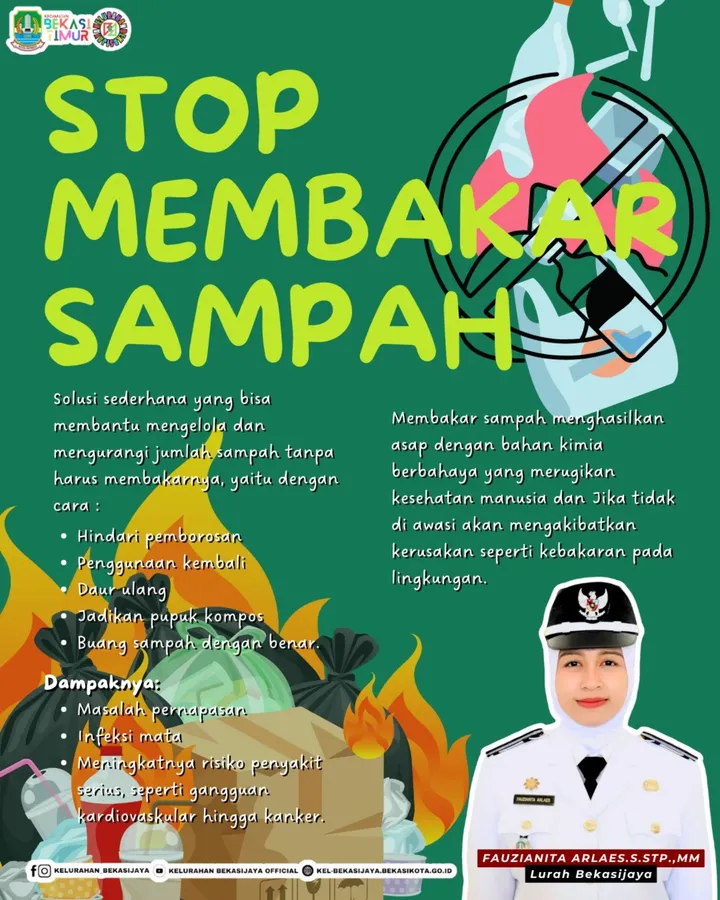 KECAMATAN
BEKASI
TIMUR
STOP
MEMBAKAR
SAMPAH
Solusi sederhana yang bisa
membantu mengelola dan
mengurangi jumlah sampah tanpa
harus membakarnya, yaitu dengan
cara :
• Hindari pemborosan
• Penggunaan kembali
• Daur ulang
• Jadikan pupuk kompos
• Buang sampah dengan benar.
Dampaknya:
• Masalah pernapasan
• Infeksi mata
• Meningkatnya risiko penyakit
serius, seperti gangguan
kardiovaskular hingga kanker.
Membakar sampah menghasilkan
asap dengan bahan kimia
berbahaya yang merugikan
kesehatan manusia dan Jika tidak
di awasi akan mengakibatkan
kerusakan seperti kebakaran pada
lingkungan.
FAUZIANITA ARLAES
FAUZIANITA ARLAES.S.STP.,MM
Lurah Bekasijaya
KELURAHAN_BEKASIJAYA KELURAHAN BEKASIJAYA OFFICIAL KEL-BEKASIJAYA.BEKASIKOTA.GO.ID